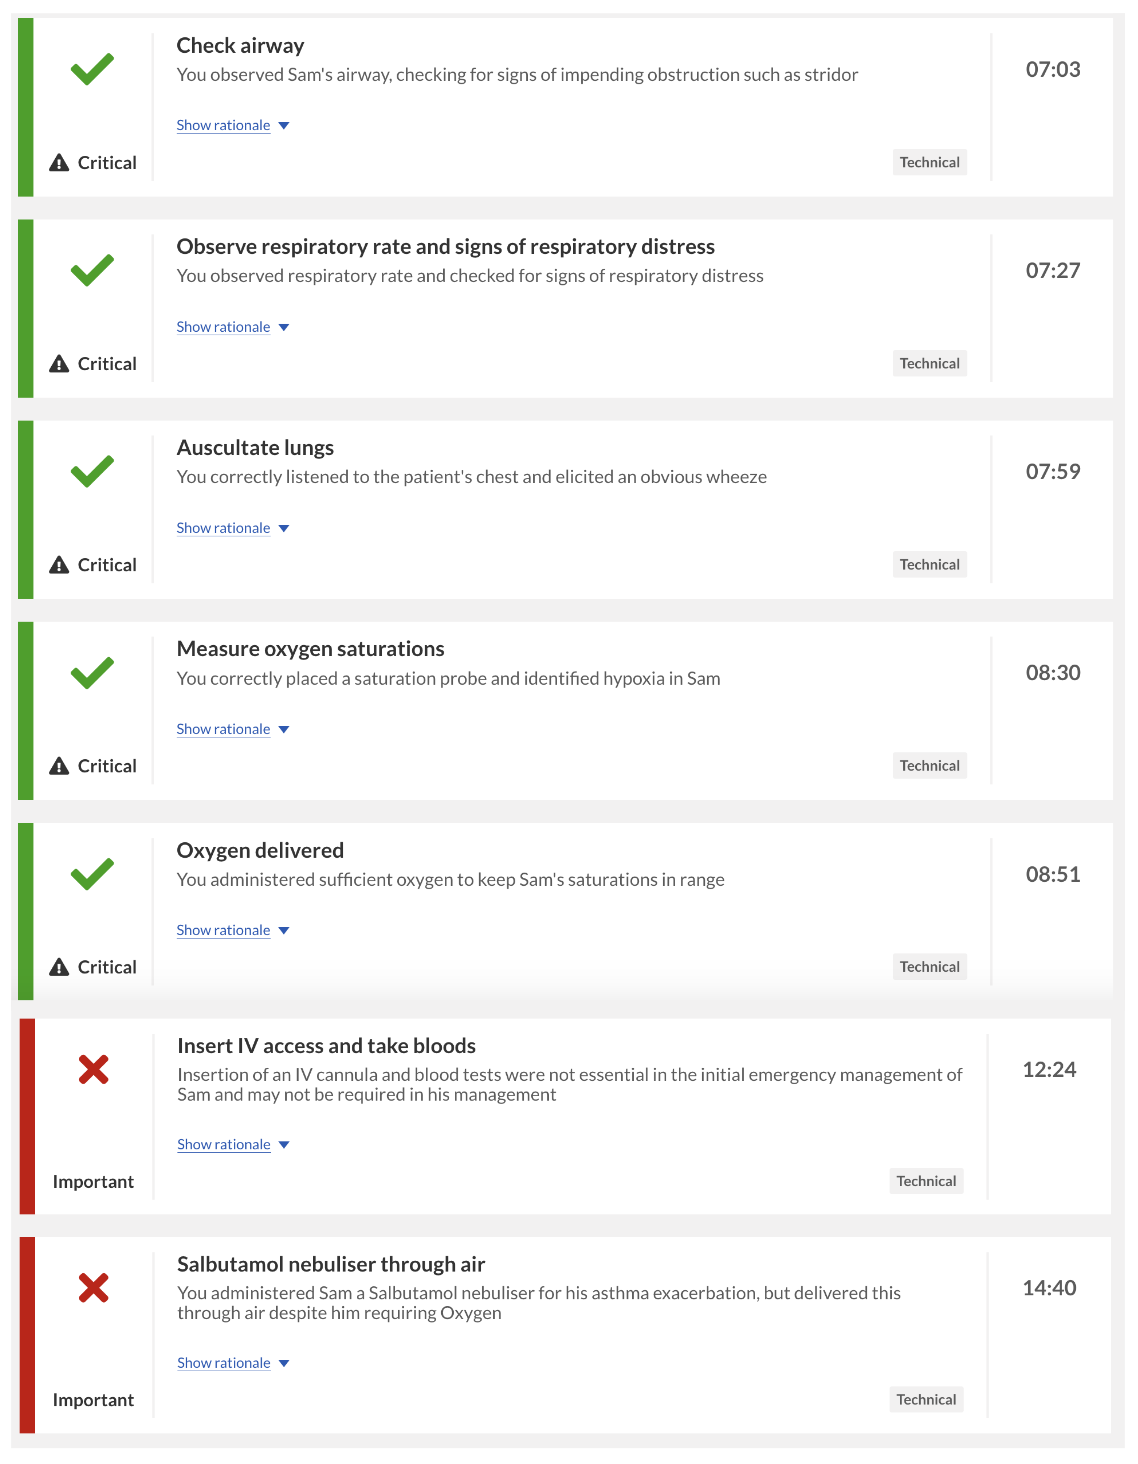 Check airway
You observed Sam's airway, checking for signs of impending obstruction such as stridor
07:03
Show rationale
Critical
Technical
Observe respiratory rate and signs of respiratory distress
You observed respiratory rate and checked for signs of respiratory distress
07:27
Show rationale
Critical
Technical
Auscultate lungs
You correctly listened to the patient's chest and elicited an obvious wheeze
07:59
Show rationale
Critical
Technical
Measure oxygen saturations
You correctly placed a saturation probe and identified hypoxia in Sam
08:30
Show rationale
Critical
Technical
Oxygen delivered
You administered sufficient oxygen to keep Sam's saturations in range
08:51
Show rationale
Critical
Technical
Insert IV access and take bloods
Insertion of an IV cannula and blood tests were not essential in the initial emergency management of
Sam and may not be required in his management
12:24
Show rationale
Important
Technical
Salbutamol nebuliser through air
You administered Sam a Salbutamol nebuliser for his asthma exacerbation, but delivered this
through air despite him requiring Oxygen
14:40
Show rationale
Important
Technical